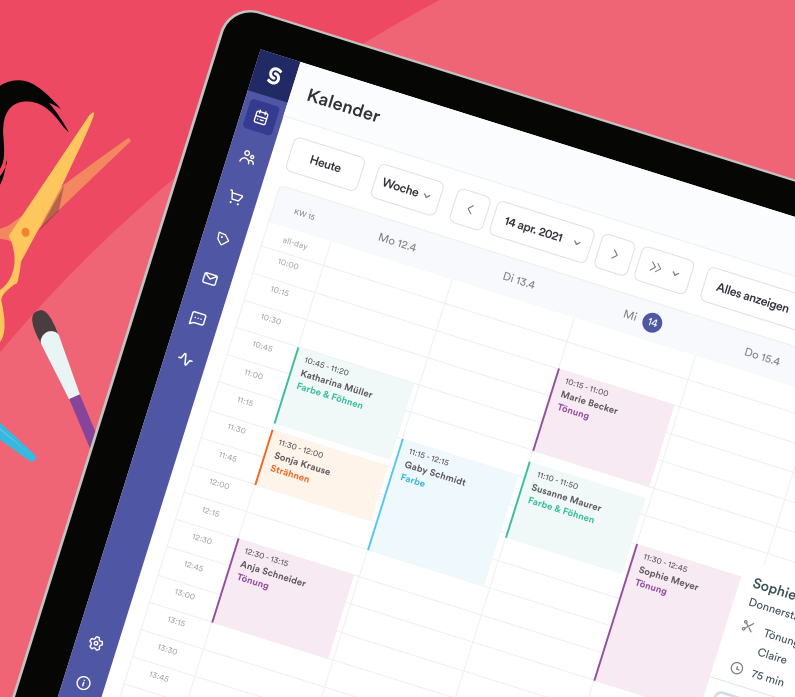 S
Kalender
Heute
Woche
14 apr. 2021
Alles anzeigen
KW 15
Mo 12.4
Di 13.4
Mi 14
Do 15.4
all-day
10:00
10:15
10:30
10:45
11:00
11:15
11:30
11:45
12:00
12:15
12:30
12:45
13:00
13:15
13:30
13:45
10:45 - 11:20
Katharina Müller
Farbe & Föhnen
11:30 - 12:00
Sonja Krause
Strähnen
12:30 - 13:15
Anja Schneider
Tönung
11:15 - 12:15
Gaby Schmidt
Farbe
10:15 - 11:00
Marie Becker
Tönung
11:10 - 11:50
Susanne Maurer
Farbe & Föhnen
11:30 - 12:45
Sophie Meyer
Tönung
Sophie
Donnerst
Tönung
Claire
75 min